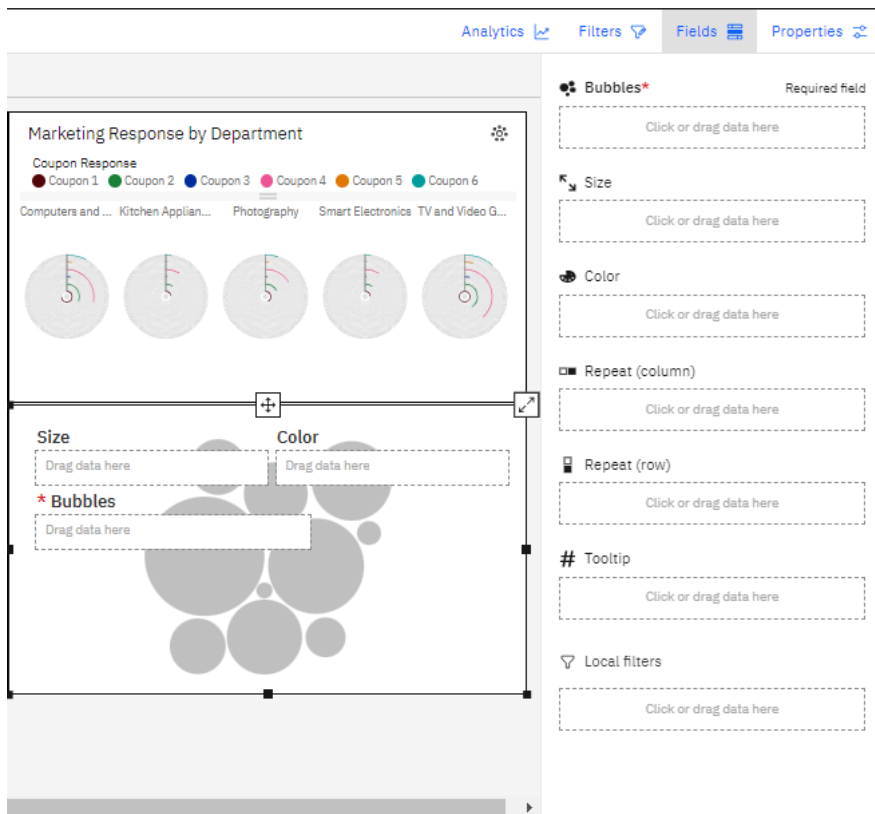 Analytics Filters Fields Properties
Marketing Response by Department
Coupon Response
Coupon 1 Coupon 2 Coupon 3 Coupon 4 Coupon 5 Coupon 6
Computers and ... Kitchen Applian... Photography Smart Electronics TV and Video G...
Size Color
Drag data here Drag data here
* Bubbles
Drag data here
Bubbles* Required field
Click or drag data here
Size
Click or drag data here
Color
Click or drag data here
Repeat (column)
Click or drag data here
Repeat (row)
Click or drag data here
# Tooltip
Click or drag data here
Local filters
Click or drag data here